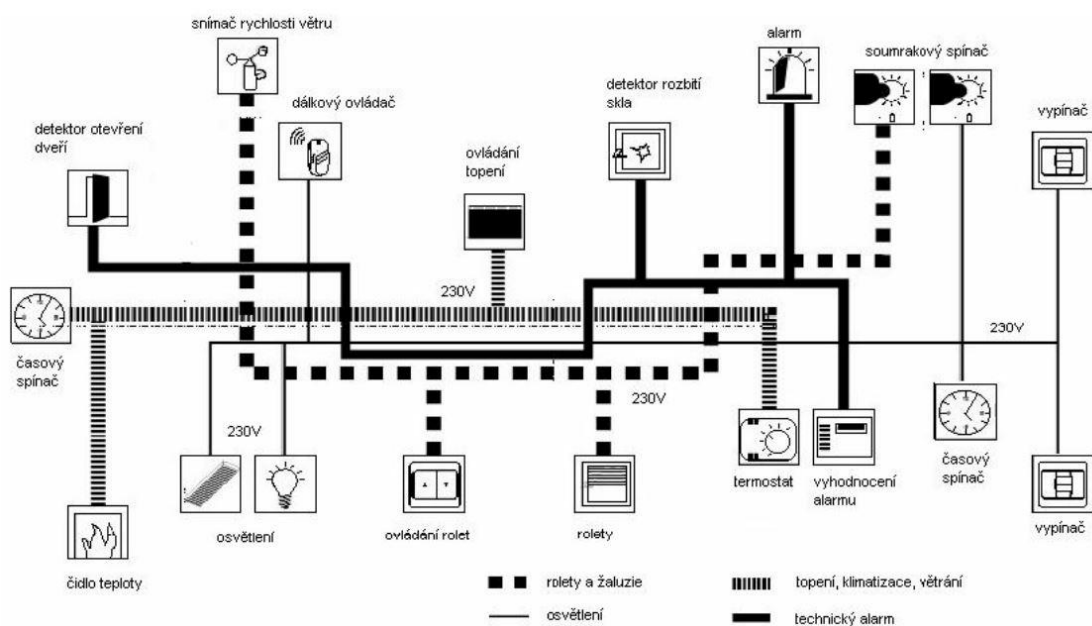 snímač rychlosti větru
alarm
soumrakový spínač
dálkový ovládač
detektor rozbití
skla
vypínač
detektor otevření
dveří
ovládání
topení
230V
230V
časový
spínač
230V
230V
termostat
vyhodnocení
alarmu
časový
spínač
osvětlení
ovládání rolet
rolety
vypínač
čidlo teploty
rolety a žaluzie
topení, klimatizace, větrání
osvětlení
technický alarm